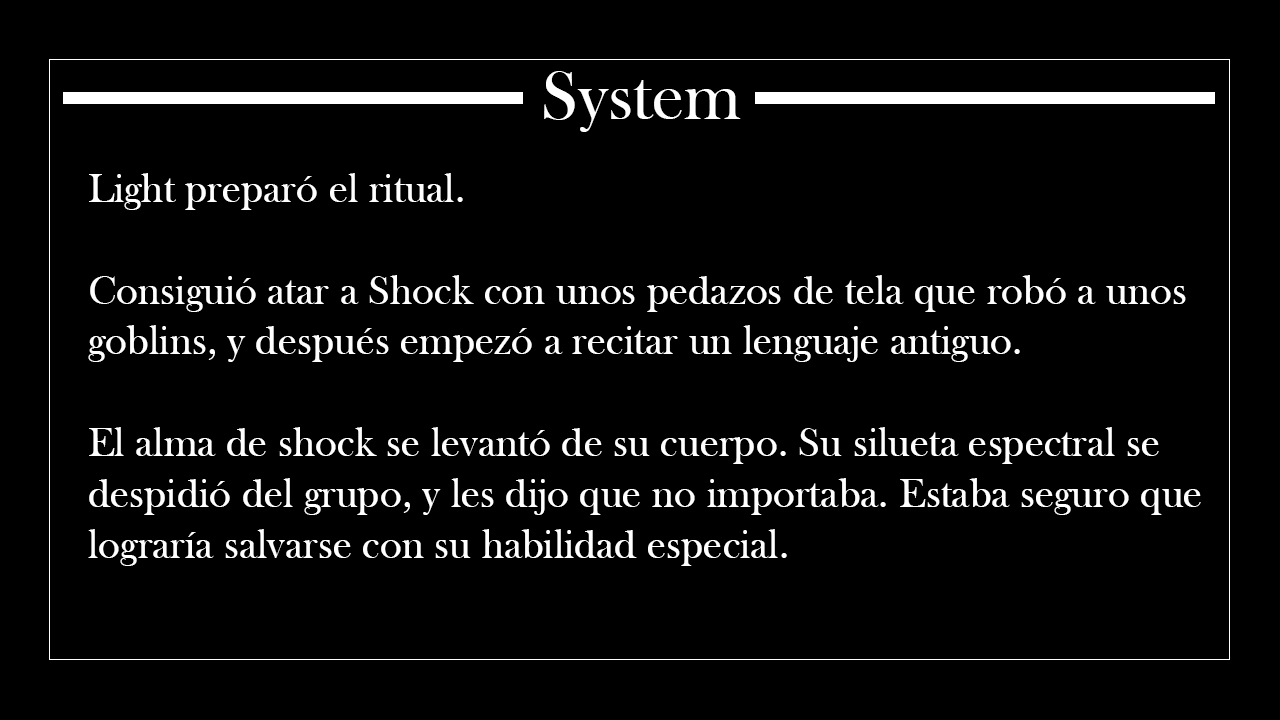 System
Light preparó el ritual.
Consiguió atar a Shock con unos pedazos de tela que robó a unos
goblins, y después empezó a recitar un lenguaje antiguo.
El alma de shock se levantó de su cuerpo. Su silueta espectral se
despidió del grupo, y les dijo que no importaba. Estaba seguro que
lograría salvarse con su habilidad especial.